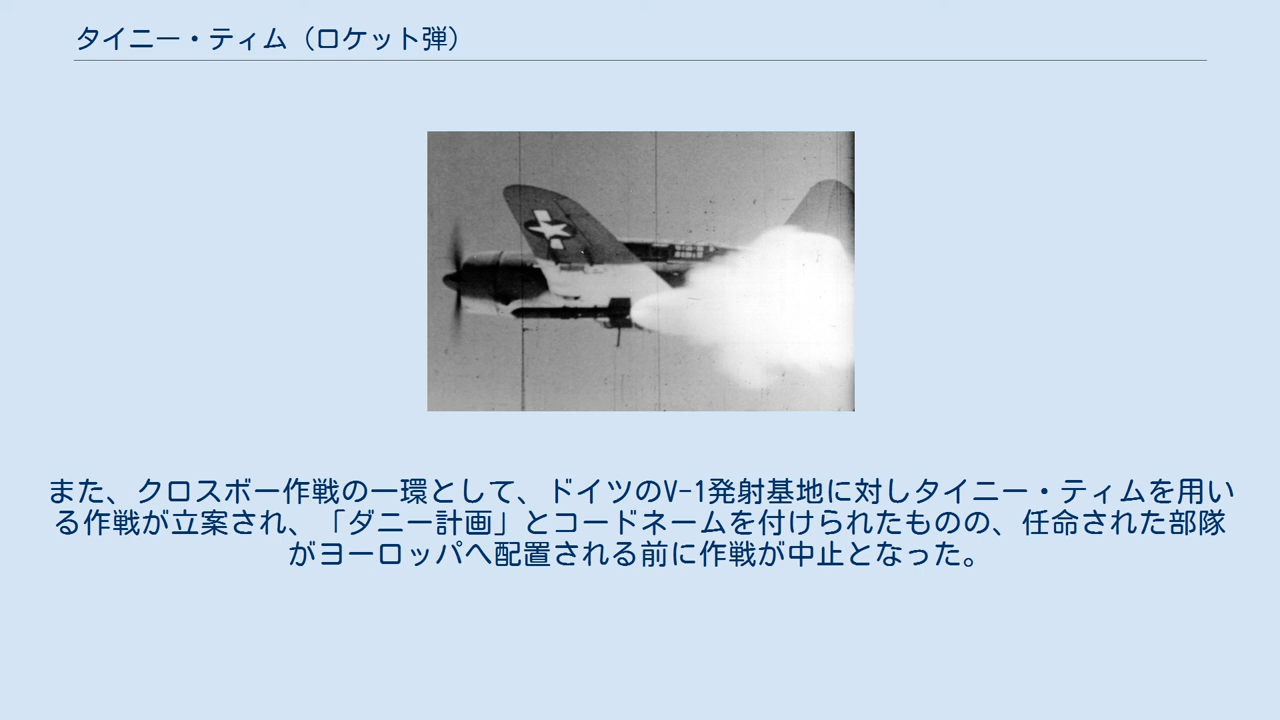 タイニー・ティム（ロケット弾）
また、クロスボー作戦の一環として、ドイツのV-1発射基地に対しタイニー・ティムを用い
る作戦が立案され、「ダニー計画」とコードネームを付けられたものの、任命された部隊
がヨーロッパへ配置される前に作戦が中止となった。